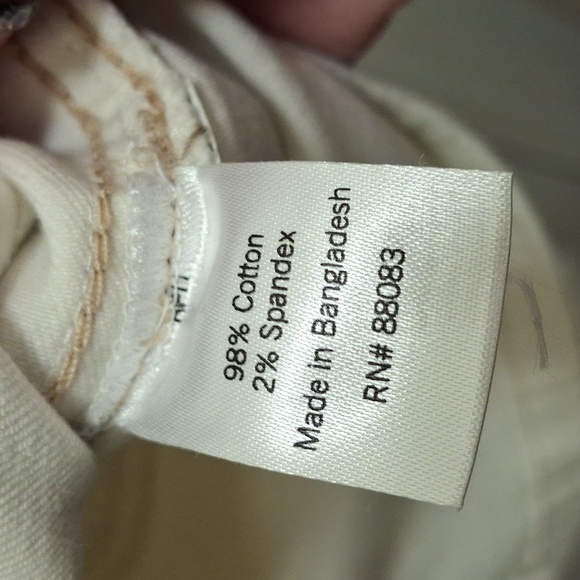 98% Cotton
2% Spandex
Made in Bangladesh
RN# 88083